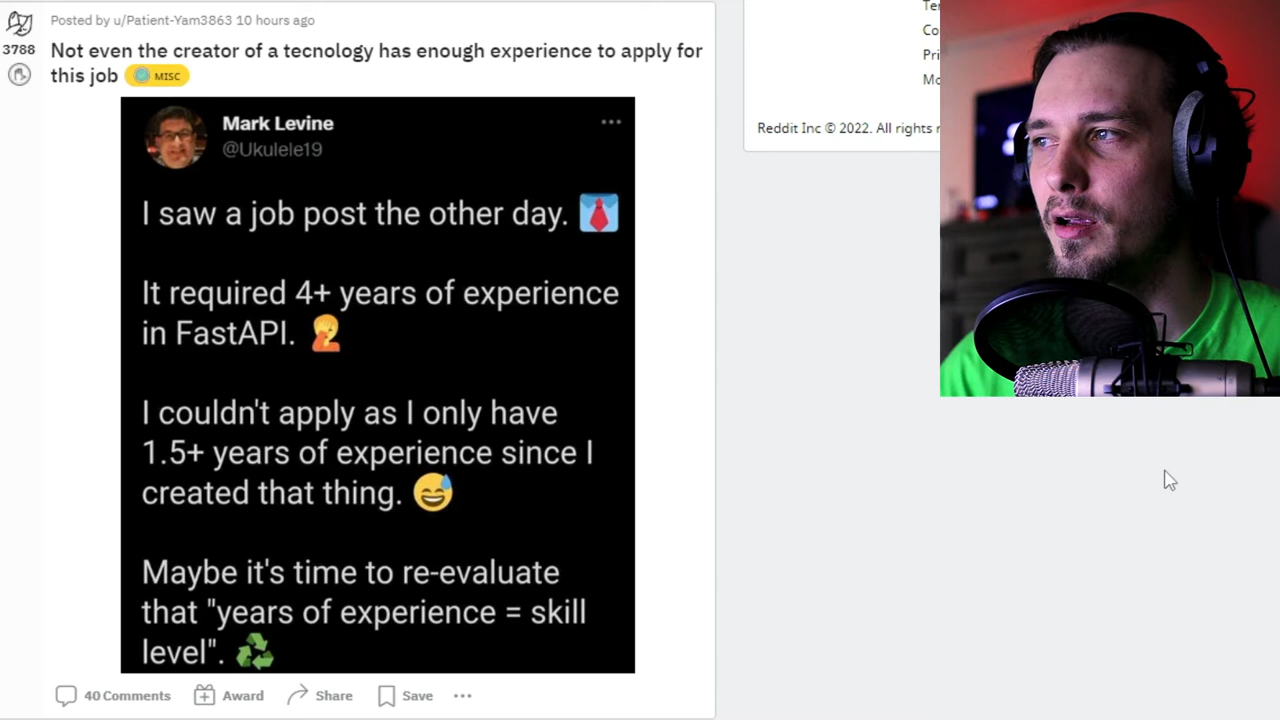 Posted by u/Patient-Yam3863 10 hours ago
3788
Not even the creator of a tecnology has enough experience to apply for
this job MISC
Mark Levine
@Ukulele19
I saw a job post the other day.
It required 4+ years of experience
in FastAPI.
I couldn't apply as I only have
1.5+ years of experience since I
created that thing.
Maybe it's time to re-evaluate
that "years of experience = skill
level".
40 Comments Award Share Save
Reddit Inc © 2022. All rights